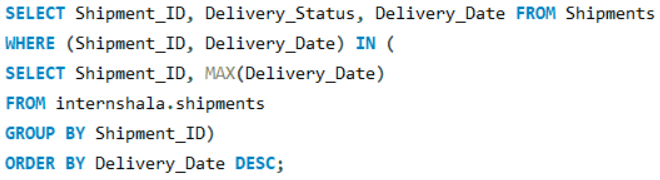 SELECT Shipment_ID, Delivery_Status, Delivery_Date FROM Shipments
WHERE (Shipment_ID, Delivery_Date) IN (
SELECT Shipment_ID, MAX(Delivery_Date)
FROM internshala.shipments
GROUP BY Shipment_ID)
ORDER BY Delivery_Date DESC;